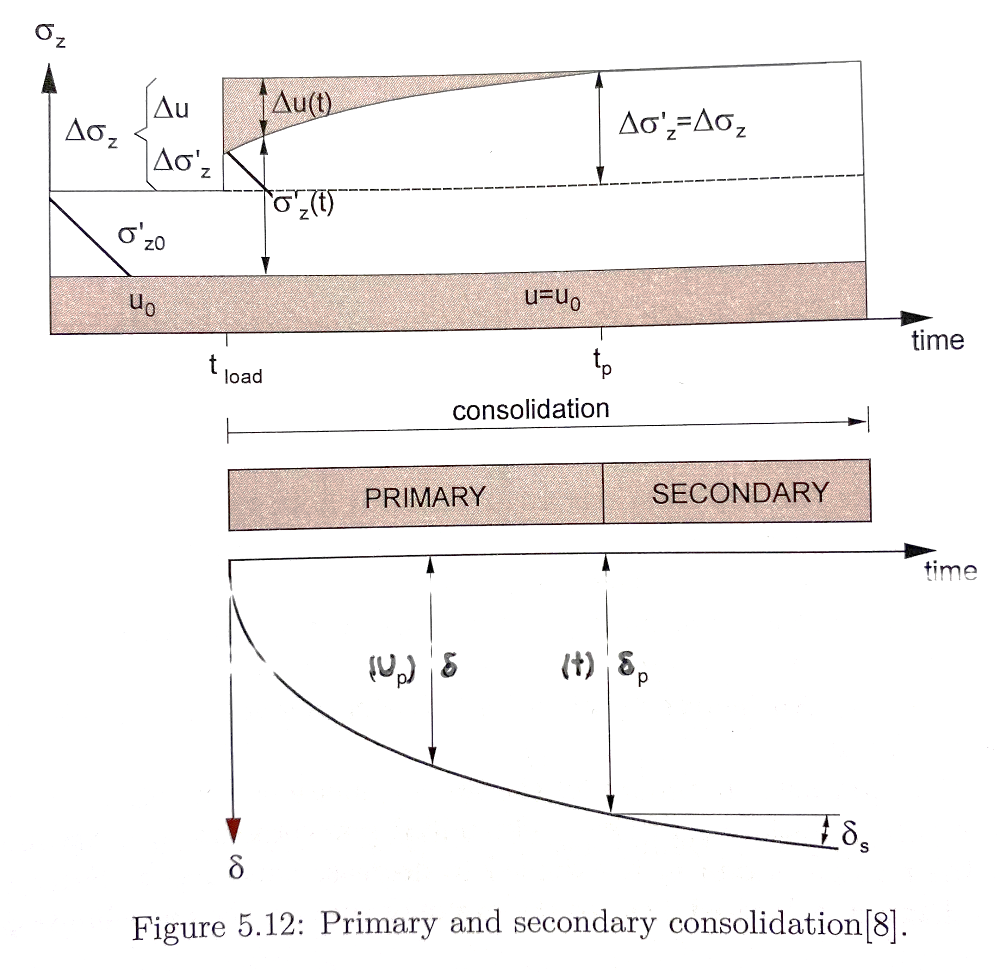 σz
Δσz { Δu
Δσ'z
Δu(t)
Δσ'z=Δσz
σ'z(t)
σ'z0
u0
u=u0
time
t load
tp
consolidation
PRIMARY
SECONDARY
time
(Up) δ
(t) δp
δs
δ
Figure 5.12: Primary and secondary consolidation[8].